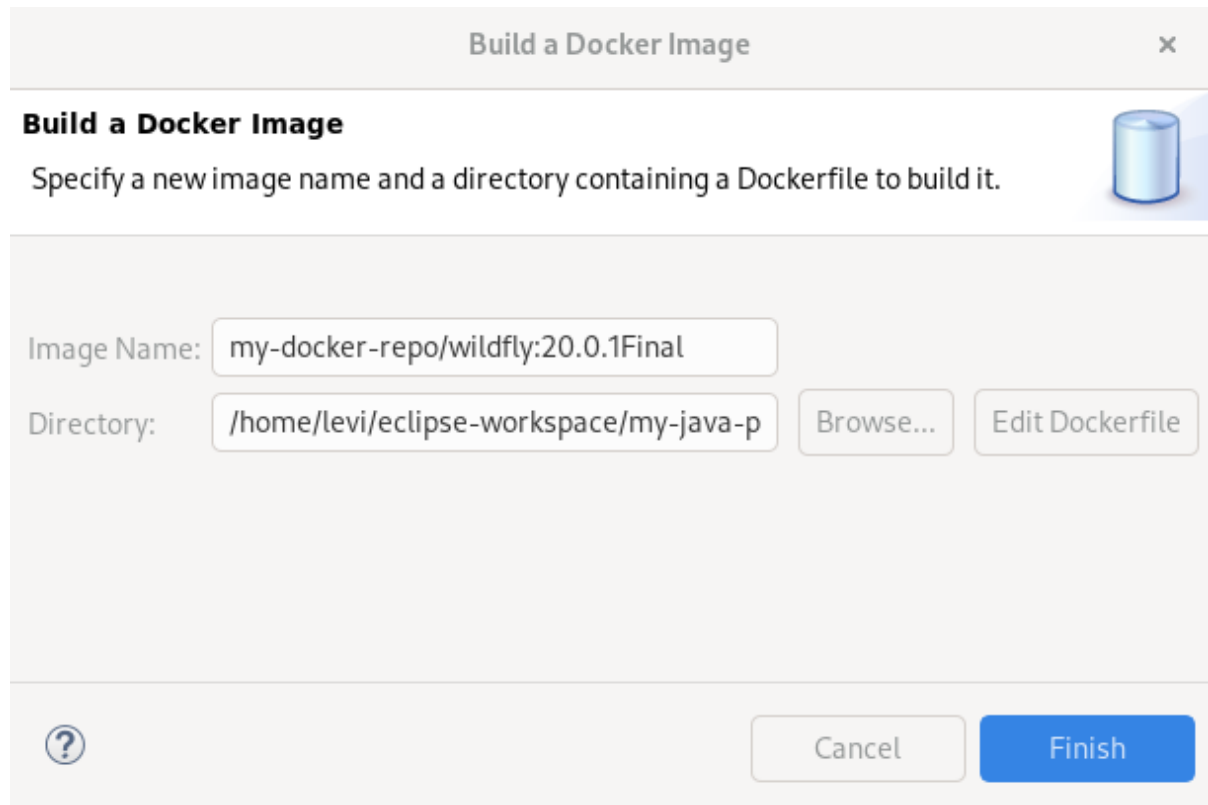 Build a Docker Image ×
Build a Docker Image
Specify a new image name and a directory containing a Dockerfile to build it.
Image Name: my-docker-repo/wildfly:20.0.1Final
Directory: /home/levi/eclipse-workspace/my-java-p Browse... Edit Dockerfile
? Cancel Finish